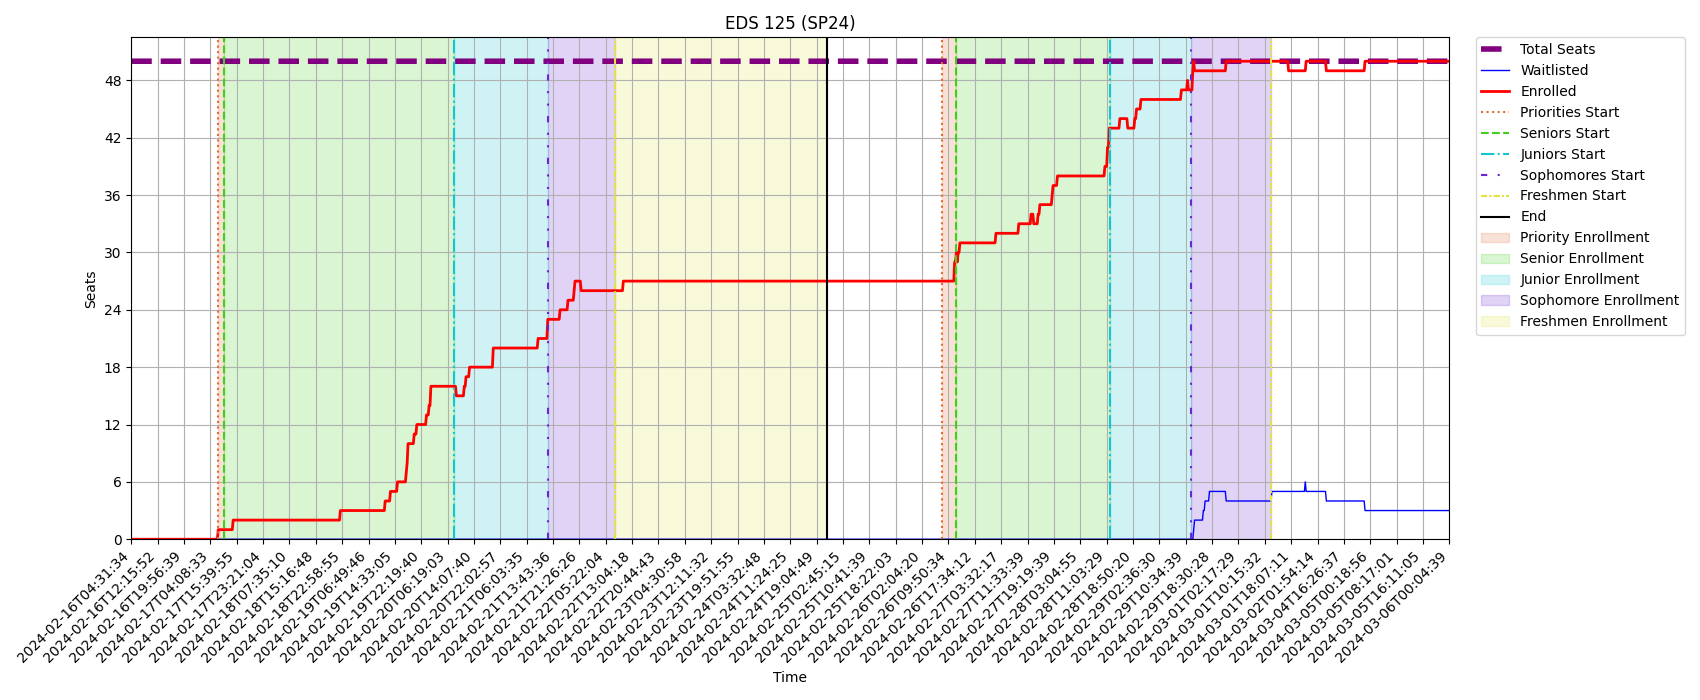 EDS 125 (SP24)
Seats
48
42
36
30
24
18
12
6
0
2024-02-16T04:31:34
2024-02-16T12:15:52
2024-02-16T19:56:39
2024-02-17T04:08:33
2024-02-17T15:39:55
2024-02-17T23:21:04
2024-02-18T07:35:10
2024-02-18T15:16:48
2024-02-18T22:58:55
2024-02-19T06:49:46
2024-02-19T14:33:05
2024-02-19T22:19:40
2024-02-20T06:19:03
2024-02-20T14:07:40
2024-02-20T22:02:57
2024-02-21T06:03:35
2024-02-21T13:43:36
2024-02-21T21:26:26
2024-02-22T05:22:04
2024-02-22T13:04:18
2024-02-22T20:44:43
2024-02-23T04:30:58
2024-02-23T12:11:32
2024-02-23T19:51:55
2024-02-24T03:32:48
2024-02-24T11:24:25
2024-02-24T19:04:49
2024-02-25T02:45:15
2024-02-25T10:41:39
2024-02-25T18:22:03
2024-02-26T02:04:20
2024-02-26T09:50:34
2024-02-26T17:34:12
2024-02-27T03:32:17
2024-02-27T11:33:39
2024-02-27T19:19:39
2024-02-28T03:04:55
2024-02-28T11:03:29
2024-02-28T18:50:20
2024-02-29T02:36:30
2024-02-29T10:34:39
2024-02-29T18:30:28
2024-03-01T02:17:29
2024-03-01T10:15:32
2024-03-01T18:07:11
2024-03-02T01:54:14
2024-03-04T16:26:37
2024-03-05T00:18:56
2024-03-05T08:17:01
2024-03-05T16:11:05
2024-03-06T00:04:39
Time
Total Seats
Waitlisted
Enrolled
Priorities Start
Seniors Start
Juniors Start
Sophomores Start
Freshmen Start
End
Priority Enrollment
Senior Enrollment
Junior Enrollment
Sophomore Enrollment
Freshmen Enrollment